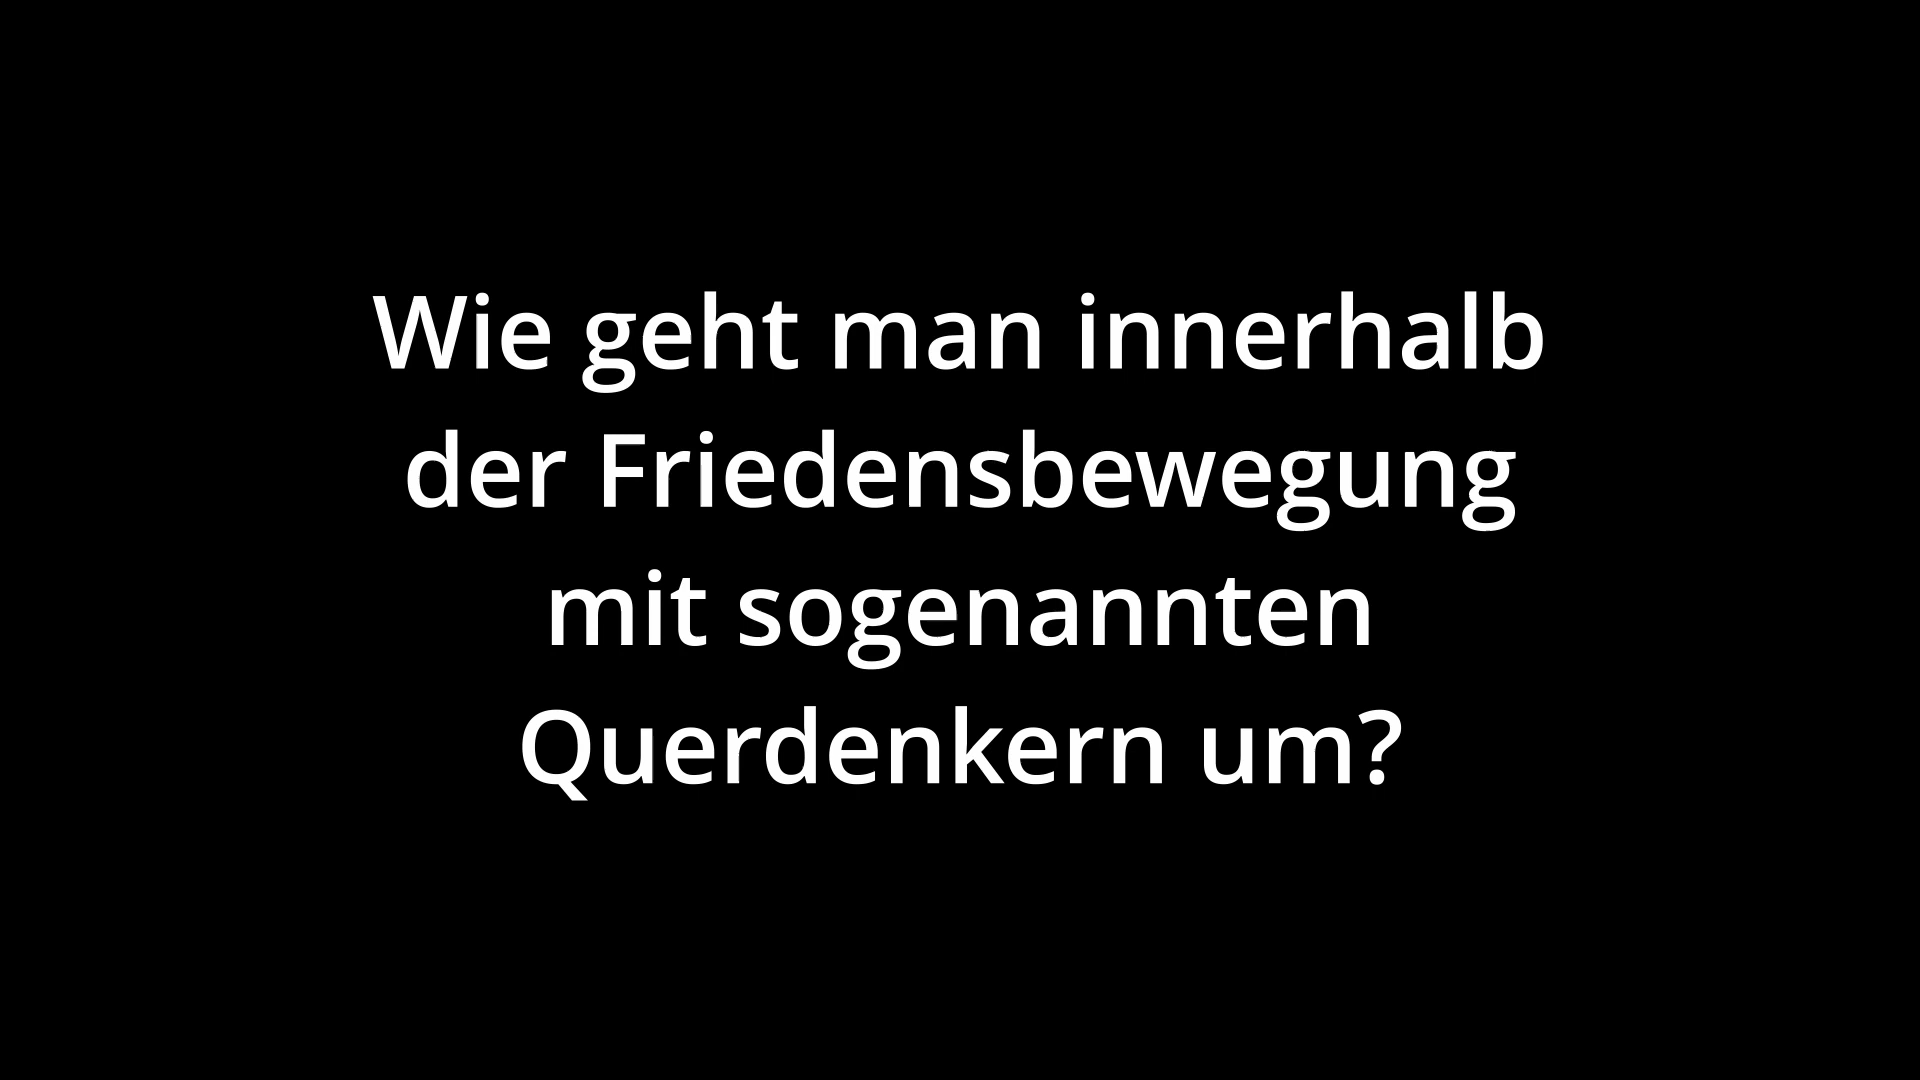 Wie geht man innerhalb
der Friedensbewegung
mit sogenannten
Querdenkern um?